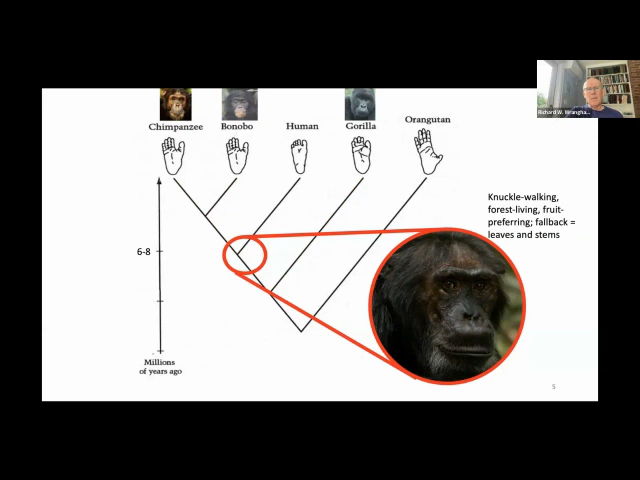 Richard W. Wrangha...
Chimpanzee
Bonobo
Human
Gorilla
Orangutan
Knuckle-walking,
forest-living, fruit-
preferring; fallback =
leaves and stems
6-8
Millions
of years ago
5